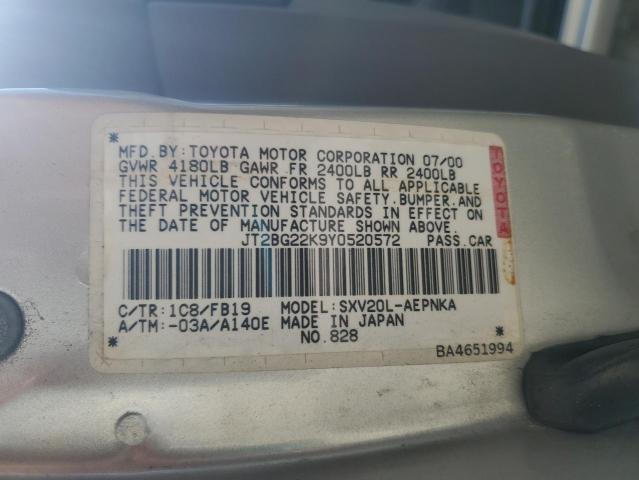 MFD.BY:TOYOTA MOTOR CORPORATION 07/00
GVWR 4180LB GAWR FR 2400LB RR 2400LB
THIS VEHICLE CONFORMS TO ALL APPLICABLE
FEDERAL MOTOR VEHICLE SAFETY,BUMPER,AND
THEFT PREVENTION STANDARDS IN EFFECT ON
THE DATE OF MANUFACTURE SHOWN ABOVE.
JT2BG22K9Y0520572 PASS.CAR
TOYOTA
C/TR:1C8/FB19 MODEL:SXV20L-AEPNKA
A/TM:-03A/A140E MADE IN JAPAN
NO.828
BA4651994